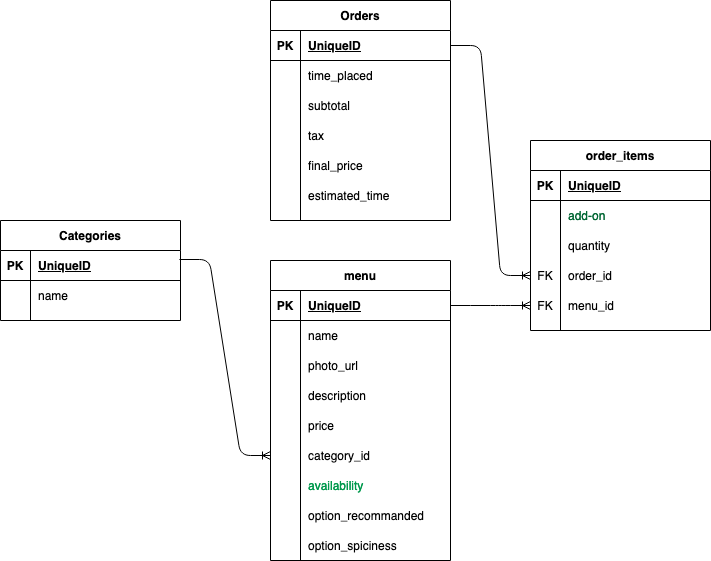 Orders
PK UniqueID
time_placed
subtotal
tax
final_price
estimated_time
order_items
PK UniqueID
add-on
quantity
FK order_id
FK menu_id
Categories
PK UniqueID
name
menu
PK UniqueID
name
photo_url
description
price
category_id
availability
option_recommanded
option_spiciness